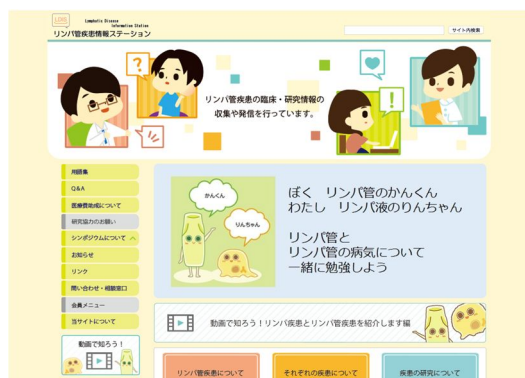 LEDIS
Lymphatic Disease
Information Station
リンパ管疾患情報ステーション
サイト内検索
?
リンパ管疾患の臨床・研究情報の
収集や発信を行っています。
!
用語集
Q&A
医療費助成について
研究協力のお願い
シンポジウムについて
お知らせ
リンク
問い合わせ・相談窓口
会員メニュー
当サイトについて
動画で知ろう!
かんくん
りんちゃん
ぼく リンパ管のかんくん
わたし リンパ液のりんちゃん
リンパ管と
リンパ管の病気について
一緒に勉強しよう
動画で知ろう!リンパ疾患とリンパ管疾患を紹介します編
リンパ管疾患について
それぞれの疾患について
疾患の研究について